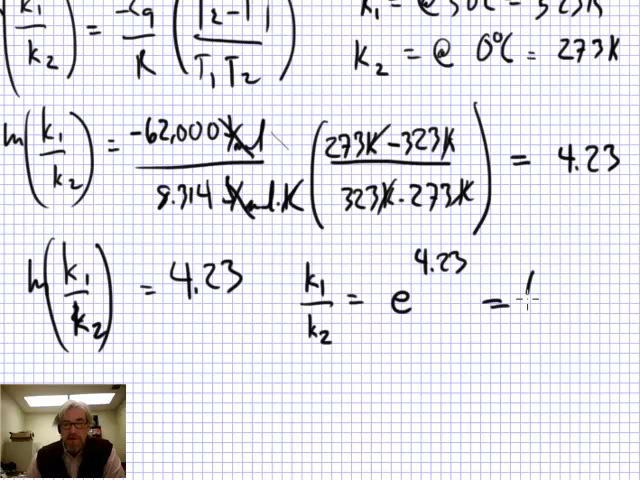 (k₁/k₂) = -Ea/R (T₂-T₁/T₁T₂) k₁ = @ 50°C = 323K
k₂ = @ 0°C = 273K
ln(k₁/k₂) = -62,000 J/mol / 8.314 J/mol·K (273K-323K / 323K·273K) = 4.23
ln(k₁/k₂) = 4.23 k₁/k₂ = e^4.23 =